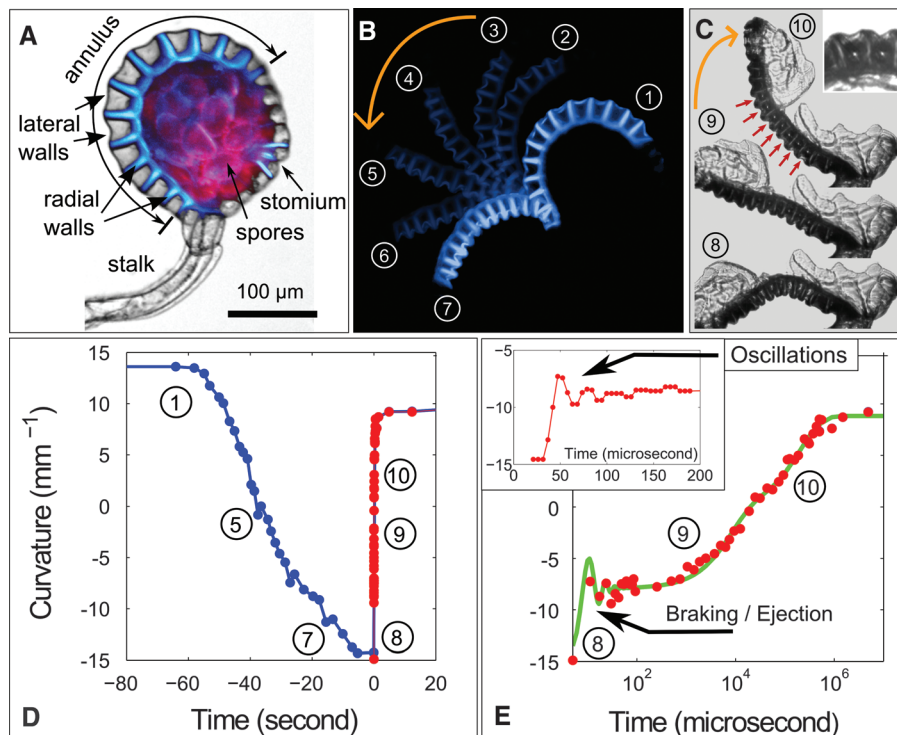 A
annulus
lateral
walls
radial
walls
stomium
spores
stalk
100 µm
B
1
2
3
4
5
6
7
C
10
9
8
15
10
5
0
−5
−10
−15
Curvature (mm⁻¹)
−80 −60 −40 −20 0 20
Time (second)
1
5
7
8
9
10
D
Oscillations
−5
−10
−15
0 50 100 150 200
Time (microsecond)
0
−5
−10
−15
8
9
10
Braking / Ejection
10² 10⁴ 10⁶
Time (microsecond)
E